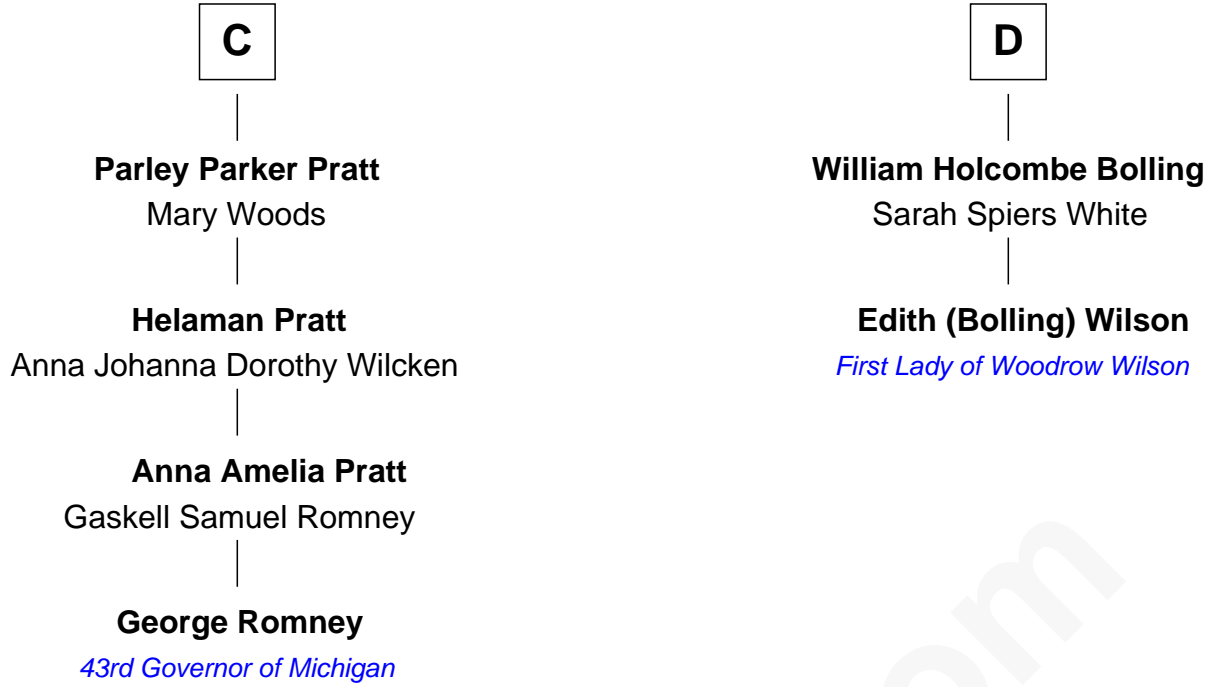 C
Parley Parker Pratt
Mary Woods
Helaman Pratt
Anna Johanna Dorothy Wilcken
Anna Amelia Pratt
Gaskell Samuel Romney
George Romney
43rd Governor of Michigan
D
William Holcombe Bolling
Sarah Spiers White
Edith (Bolling) Wilson
First Lady of Woodrow Wilson
om